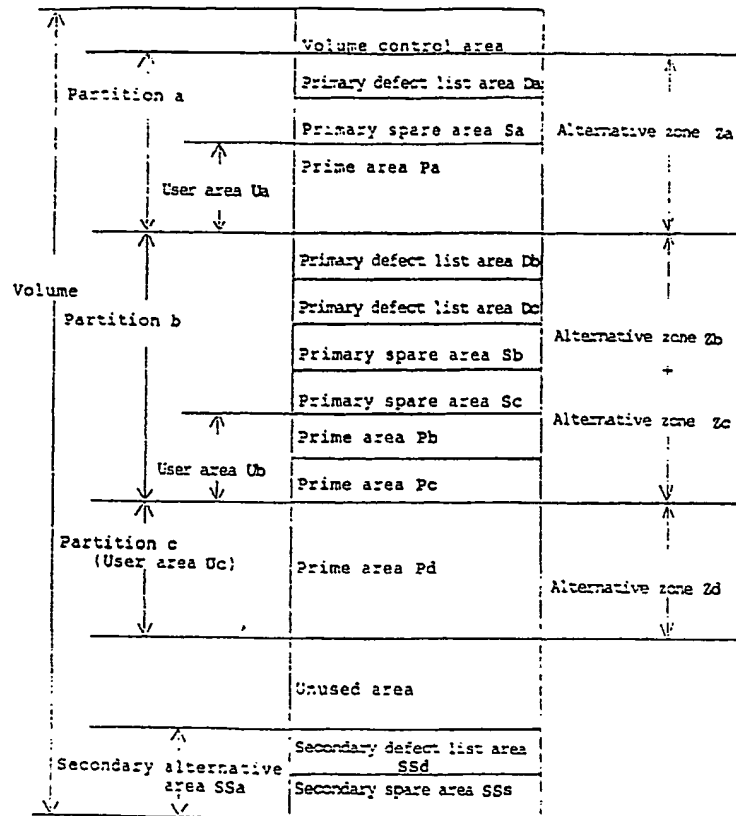 Volume control area
Partition a
Primary defect list area Da
Primary spare area Sa
Alternative zone Za
Prime area Pa
User area Ua
Primary defect list area Db
Volume
Primary defect list area Dc
Partition b
Alternative zone Zb
Primary spare area Sb
+
Primary spare area Sc
Alternative zone Zc
Prime area Pb
User area Ub
Prime area Pc
Partition c
(User area Uc)
Prime area Pd
Alternative zone Zd
Unused area
Secondary defect list area
SSd
Secondary alternative
area SSa
Secondary spare area SSs